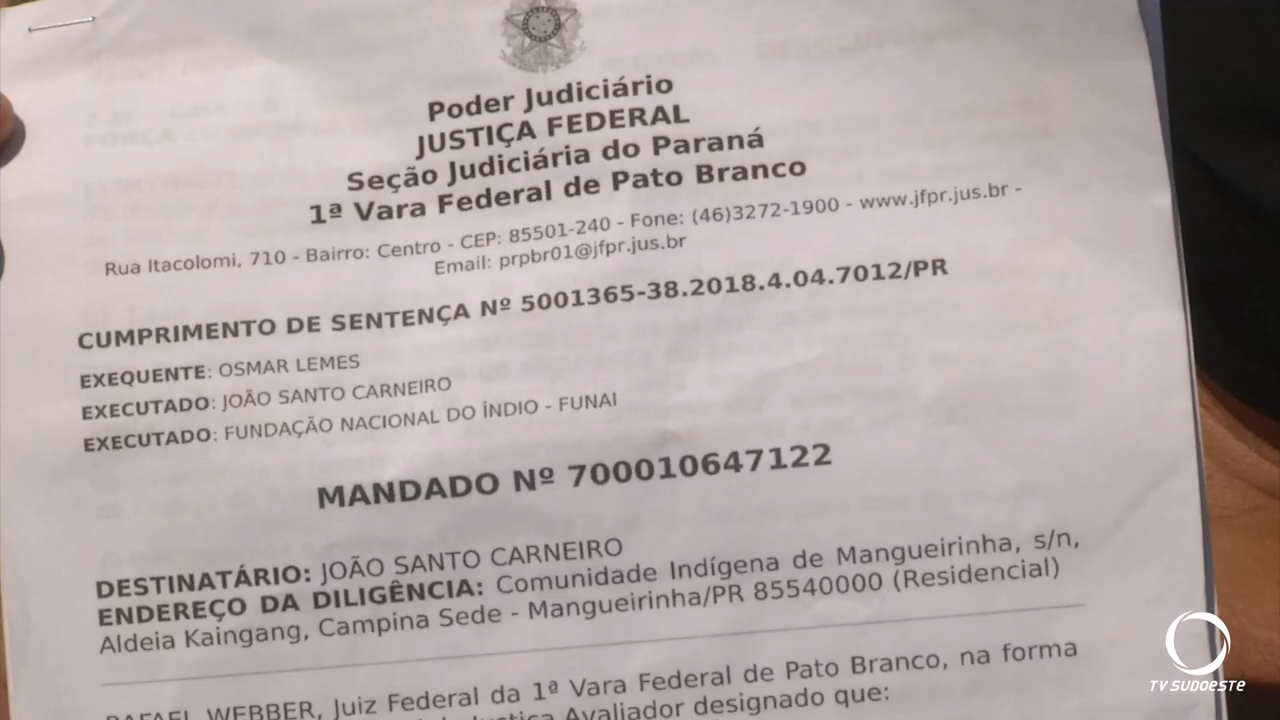 Poder Judiciário
JUSTIÇA FEDERAL
Seção Judiciária do Paraná
1ª Vara Federal de Pato Branco
Rua Itacolomi, 710 - Bairro: Centro - CEP: 85501-240 - Fone: (46)3272-1900 - www.jfpr.jus.br -
Email: prpbr01@jfpr.jus.br
CUMPRIMENTO DE SENTENÇA Nº 5001365-38.2018.4.04.7012/PR
EXEQUENTE: OSMAR LEMES
EXECUTADO: JOÃO SANTO CARNEIRO
EXECUTADO: FUNDAÇÃO NACIONAL DO ÍNDIO - FUNAI
MANDADO Nº 700010647122
DESTINATÁRIO: JOÃO SANTO CARNEIRO
ENDEREÇO DA DILIGÊNCIA: Comunidade Indígena de Mangueirinha, s/n,
Aldeia Kaingang, Campina Sede - Mangueirinha/PR 85540000 (Residencial)
RAFAEL WEBBER, Juiz Federal da 1ª Vara Federal de Pato Branco, na forma
Justiça Avaliador designado que:
TV SUDOESTE